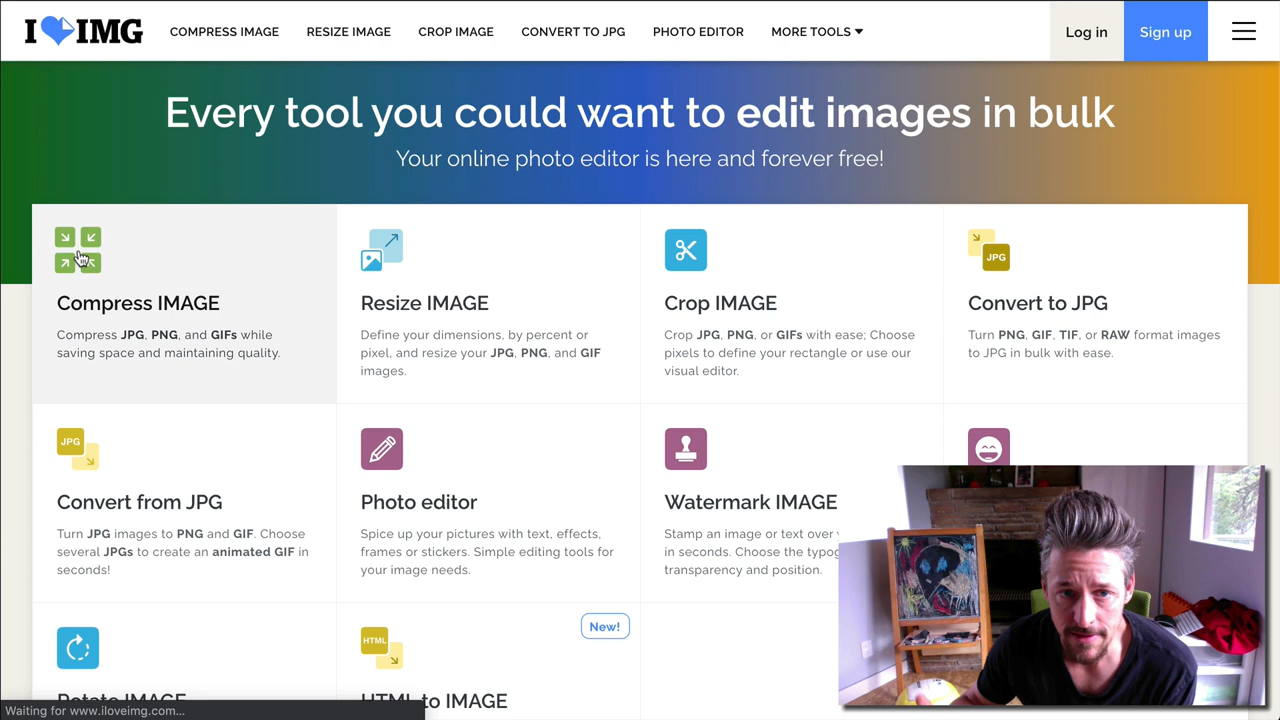 I IMG
COMPRESS IMAGE
RESIZE IMAGE
CROP IMAGE
CONVERT TO JPG
PHOTO EDITOR
MORE TOOLS
Log in
Sign up
Every tool you could want to edit images in bulk
Your online photo editor is here and forever free!
Compress IMAGE
Compress JPG, PNG, and GIFs while
saving space and maintaining quality.
Resize IMAGE
Define your dimensions, by percent or
pixel, and resize your JPG, PNG, and GIF
images.
Crop IMAGE
Crop JPG, PNG, or GIFs with ease; Choose
pixels to define your rectangle or use our
visual editor.
JPG
Convert to JPG
Turn PNG, GIF, TIF, or RAW format images
to JPG in bulk with ease.
JPG
Convert from JPG
Turn JPG images to PNG and GIF. Choose
several JPGs to create an animated GIF in
seconds!
Photo editor
Spice up your pictures with text, effects,
frames or stickers. Simple editing tools for
your image needs.
Watermark IMAGE
Stamp an image or text over
in seconds. Choose the
transparency and position.
Rotate IMAGE
HTML
New!
HTML to IMAGE
Waiting for www.iloveimg.com...